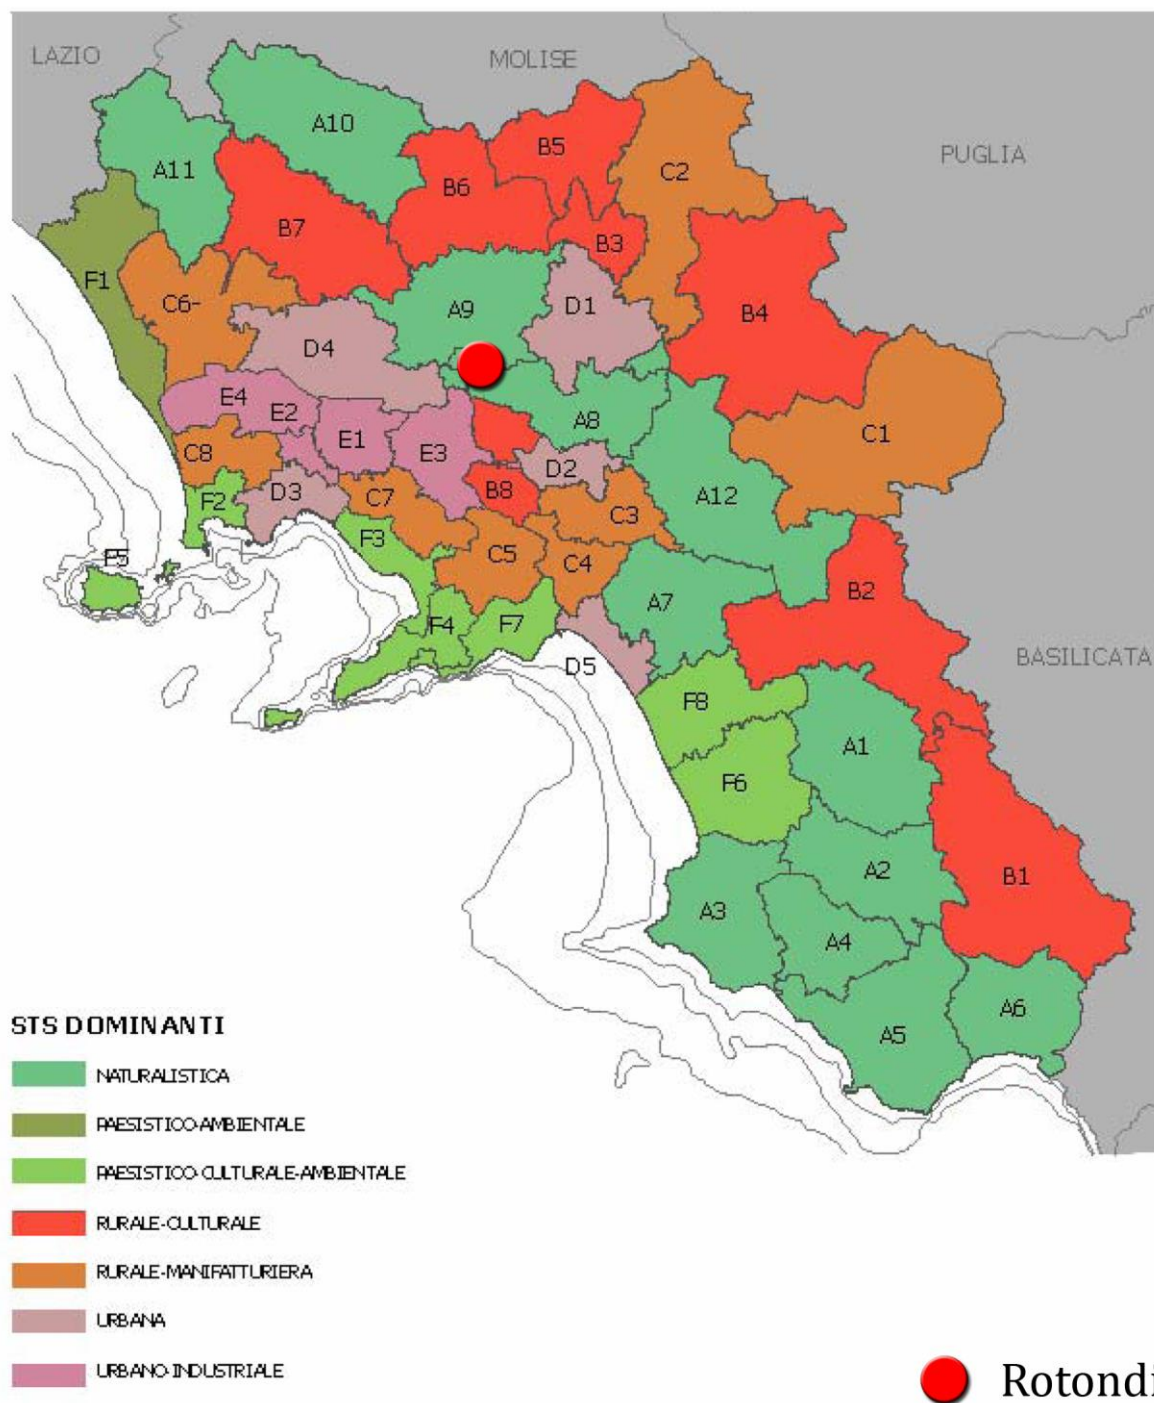 LAZIO
MOLISE
A10
B5
A11
C2
PUGLIA
B6
B7
B3
F1
C6-
A9
D1
B4
D4
E4
E2
A8
C1
E1
E3
C8
D2
B8
A12
F2
D3
C7
C3
F3
C5
C4
F5
B2
A7
F4
F7
BASILICATA
D5
F8
A1
F6
A2
B1
A3
A4
A6
A5
STS DOMINANTI
NATURALISTICA
PAESISTICO-AMBIENTALE
PAESISTICO-CULTURALE-AMBIENTALE
RURALE-CULTURALE
RURALE-MANIFATTURIERA
URBANA
URBANO-INDUSTRIALE
Rotondi